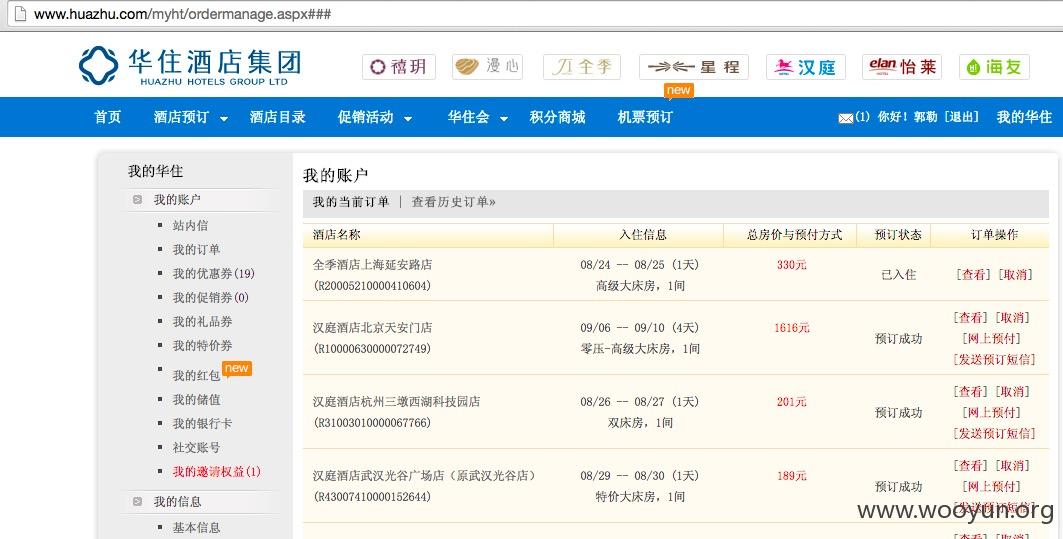 www.huazhu.com/myht/ordermanage.aspx###
华住酒店集团
HUAZHU HOTELS GROUP LTD
禧玥 漫心 全季 星程 汉庭 elan 怡莱 海友
HOTEL
new
首页 酒店预订 酒店目录 促销活动 华住会 积分商城 机票预订 (1) 你好! 郭勒 [退出] 我的华住
我的华住
我的账户
站内信
我的订单
我的优惠券(19)
我的促销券(0)
我的礼品券
我的特价券
我的红包 new
我的储值
我的银行卡
社交账号
我的邀请权益(1)
我的信息
基本信息
我的账户
我的当前订单 | 查看历史订单»
酒店名称 入住信息 总房价与预付方式 预订状态 订单操作
全季酒店上海延安路店 08/24 -- 08/25 (1天) 330元
(R20005210000410604) 高级大床房，1间 已入住 [查看] [取消]
汉庭酒店北京天安门店 09/06 -- 09/10 (4天) 1616元 [查看] [取消]
(R10000630000072749) 零压-高级大床房，1间 预订成功 [网上预付]
[发送预订短信]
汉庭酒店杭州三墩西湖科技园店 08/26 -- 08/27 (1天) 201元 [查看] [取消]
(R31003010000067766) 双床房，1间 预订成功 [网上预付]
[发送预订短信]
汉庭酒店武汉光谷广场店（原武汉光谷店） 08/29 -- 08/30 (1天) 189元 [查看] [取消]
(R43007410000152644) 特价大床房，1间 预订成功 [网上预付]
[发送预订短信]
www.wooyun.org